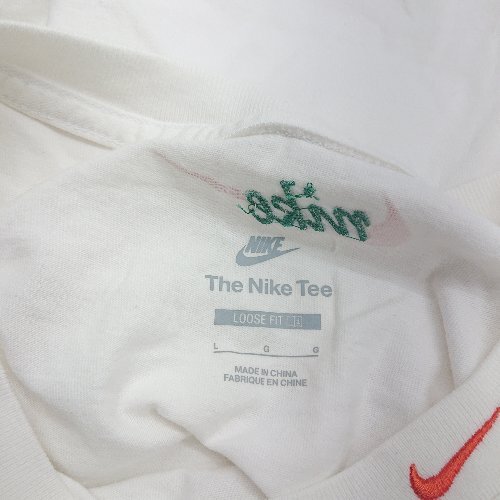 nike
NIKE
The Nike Tee
LOOSE FIT
L G G
MADE IN CHINA
FABRIQUE EN CHINE